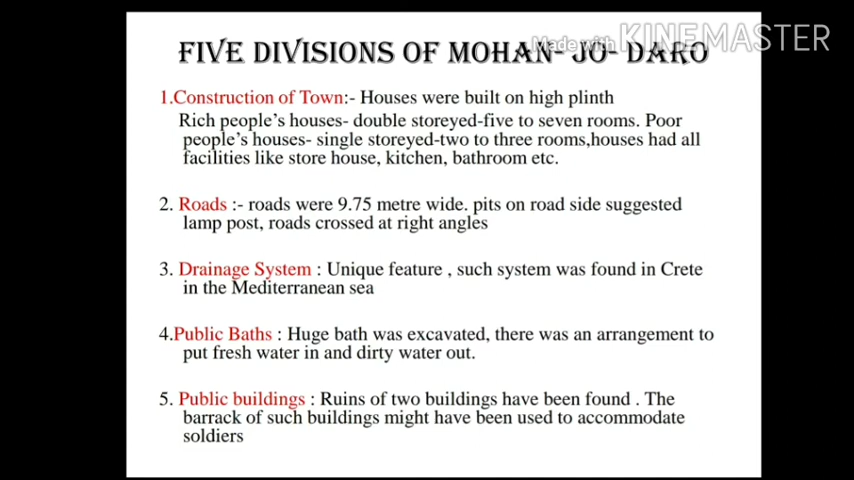 Made with KINEMASTER
FIVE DIVISIONS OF MOHAN- JO- DARO
1.Construction of Town:- Houses were built on high plinth
Rich people's houses- double storeyed-five to seven rooms. Poor
people's houses- single storeyed-two to three rooms,houses had all
facilities like store house, kitchen, bathroom etc.
2. Roads :- roads were 9.75 metre wide. pits on road side suggested
lamp post, roads crossed at right angles
3. Drainage System : Unique feature , such system was found in Crete
in the Mediterranean sea
4.Public Baths : Huge bath was excavated, there was an arrangement to
put fresh water in and dirty water out.
5. Public buildings : Ruins of two buildings have been found . The
barrack of such buildings might have been used to accommodate
soldiers